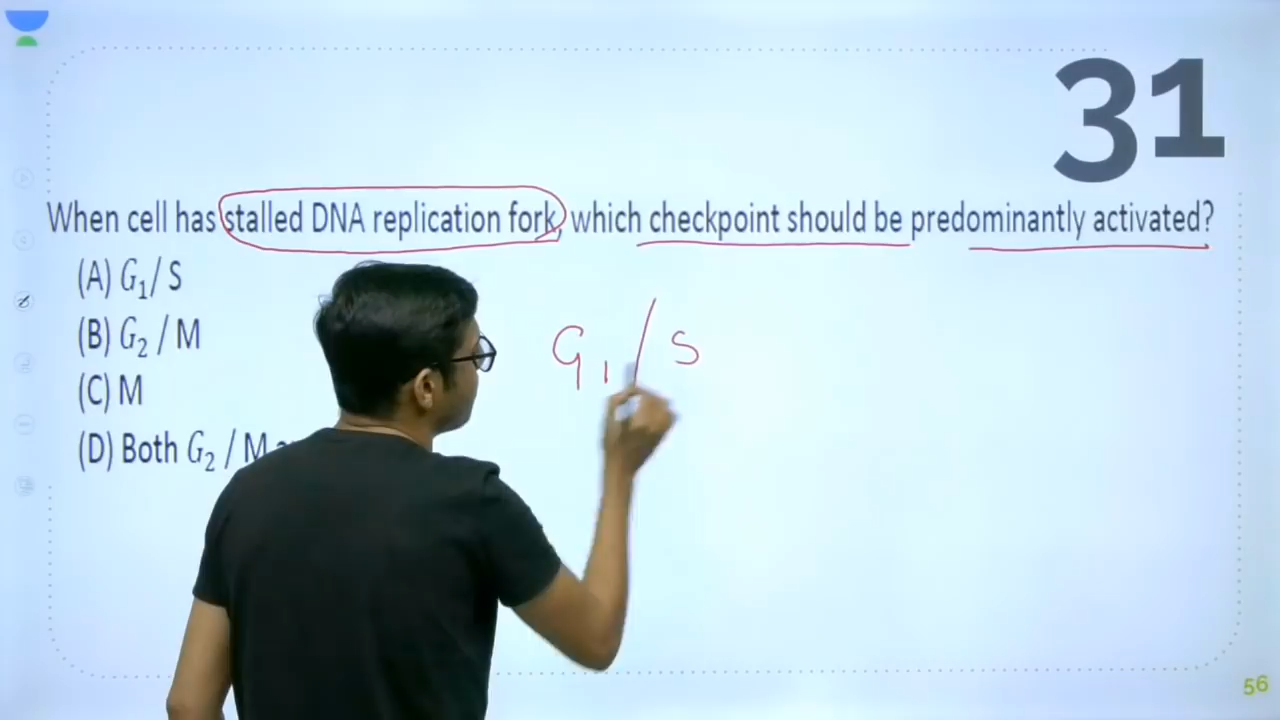 31
When cell has stalled DNA replication fork, which checkpoint should be predominantly activated?
(A) G₁/ S
(B) G₂ / M
(C) M
(D) Both G₂ / M
G₁/S
56